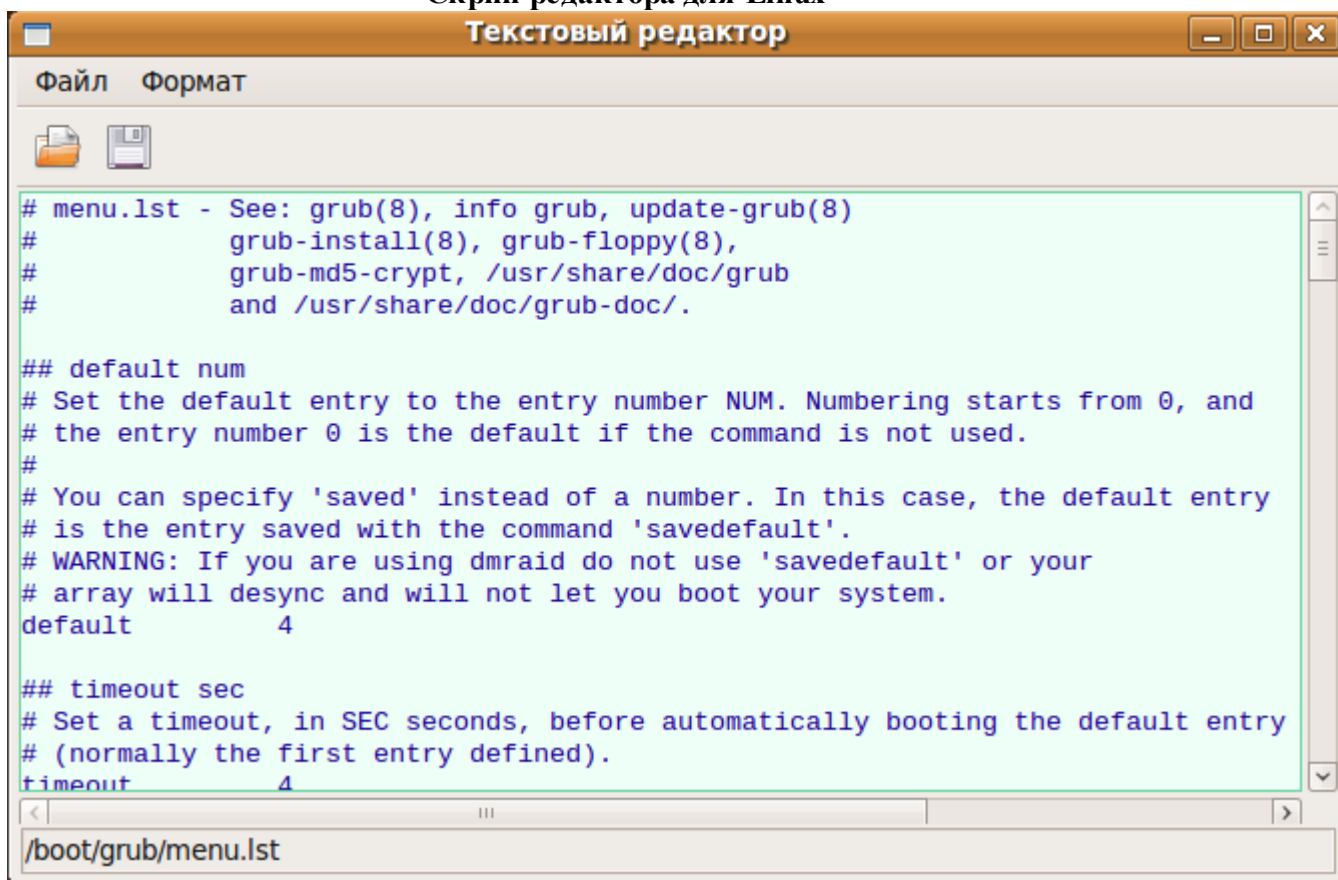 Скрин редактора для Linux
Текстовый редактор
Файл Формат
# menu.lst - See: grub(8), info grub, update-grub(8)
#            grub-install(8), grub-floppy(8),
#            grub-md5-crypt, /usr/share/doc/grub
#            and /usr/share/doc/grub-doc/.
## default num
# Set the default entry to the entry number NUM. Numbering starts from 0, and
# the entry number 0 is the default if the command is not used.
#
# You can specify 'saved' instead of a number. In this case, the default entry
# is the entry saved with the command 'savedefault'.
# WARNING: If you are using dmraid do not use 'savedefault' or your
# array will desync and will not let you boot your system.
default         4
## timeout sec
# Set a timeout, in SEC seconds, before automatically booting the default entry
# (normally the first entry defined).
timeout         4
/boot/grub/menu.lst